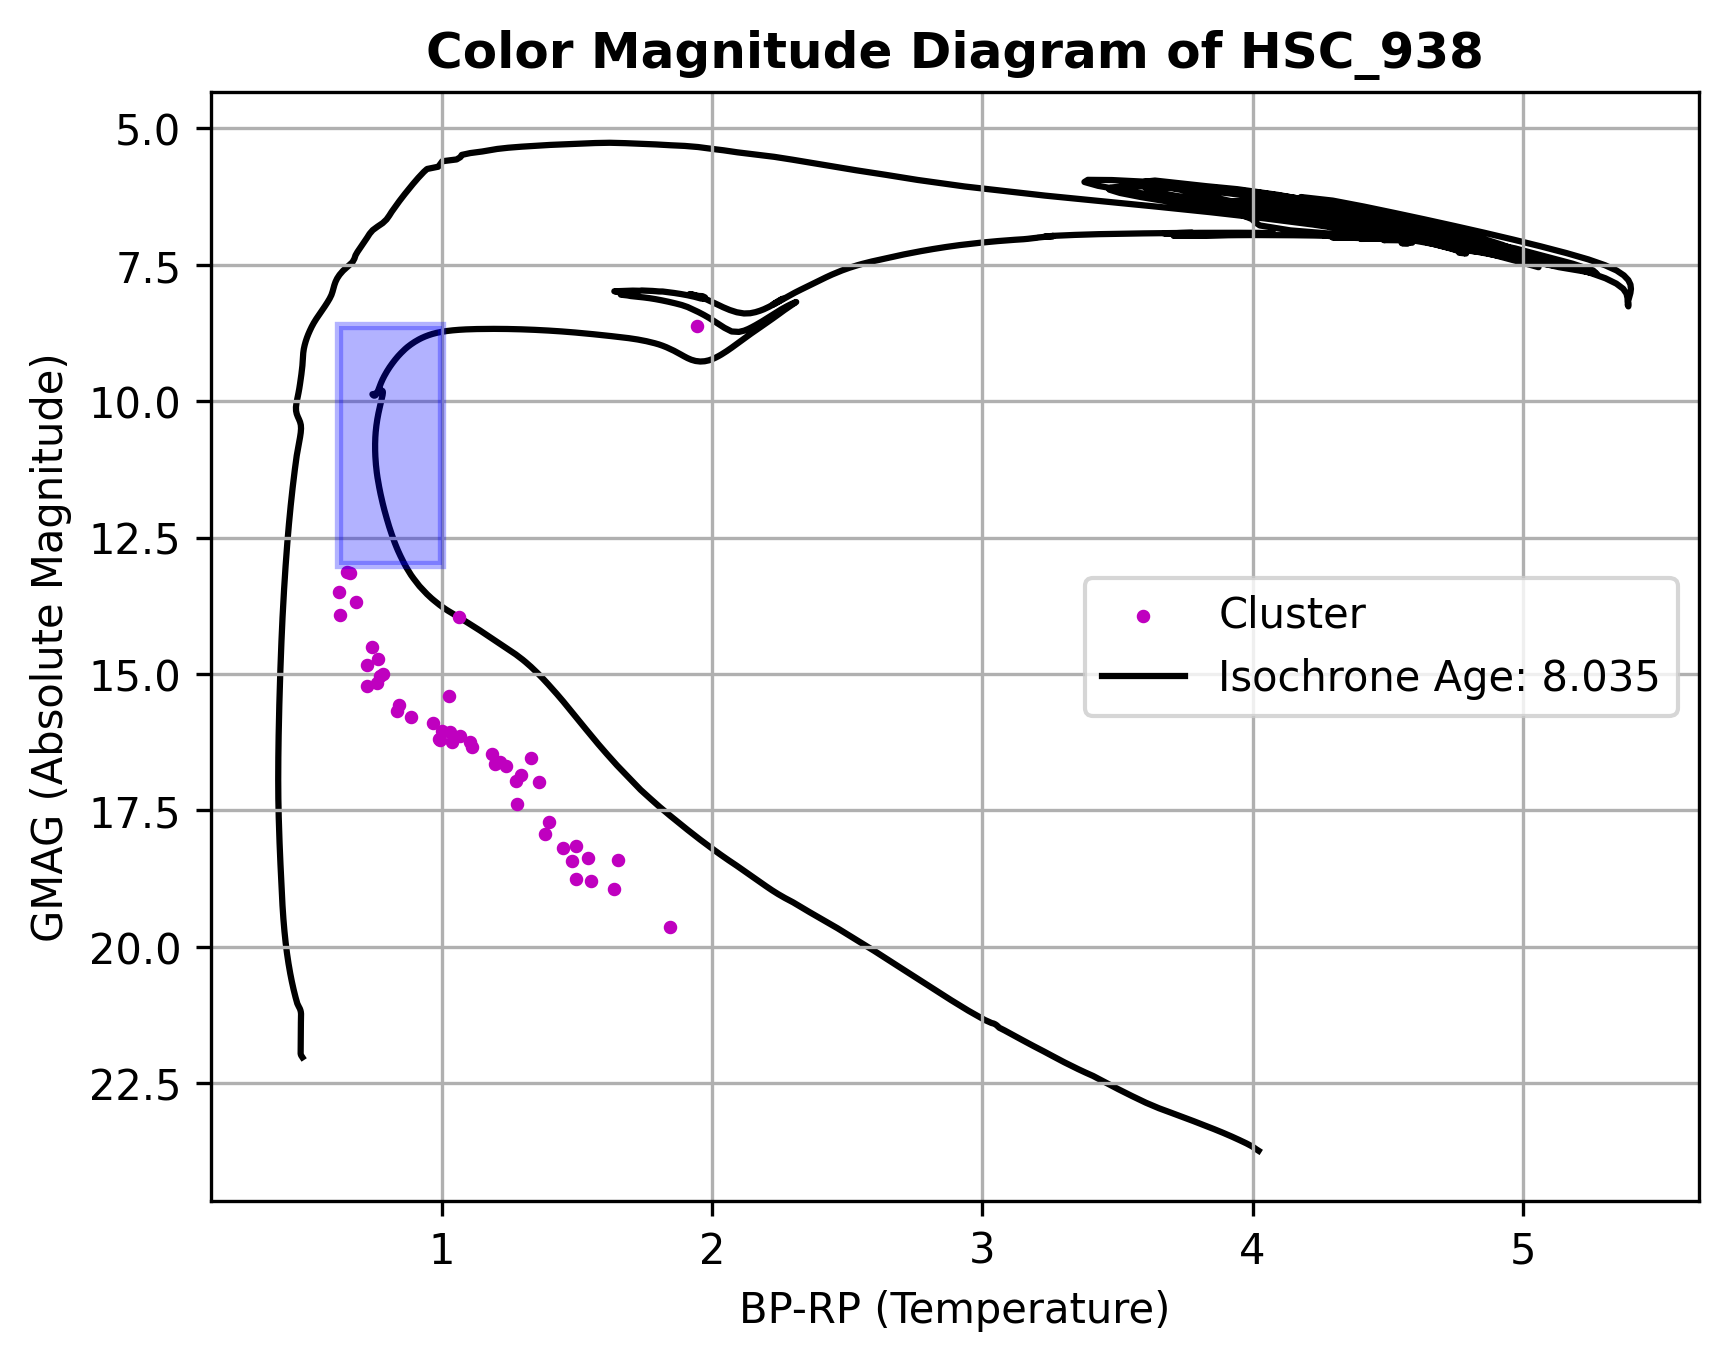 Color Magnitude Diagram of HSC_938
5.0
7.5
10.0
12.5
15.0
17.5
20.0
22.5
GMAG (Absolute Magnitude)
Cluster
Isochrone Age: 8.035
1 2 3 4 5
BP-RP (Temperature)